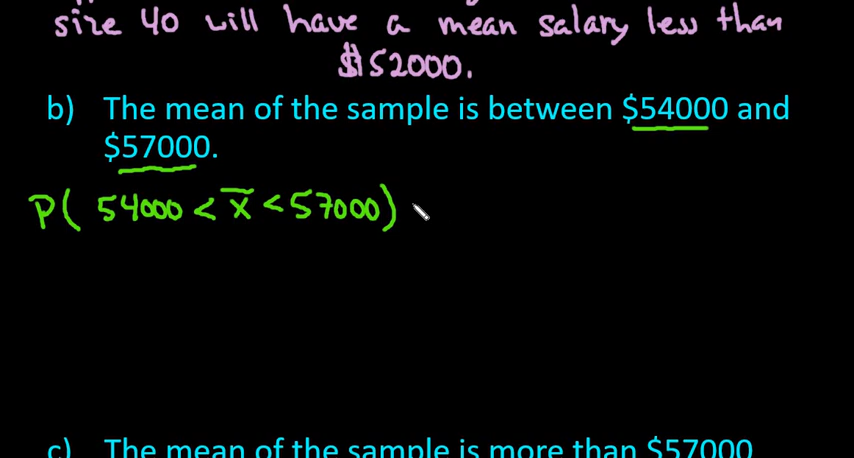 size 40 will have a mean salary less than
$52000.
b) The mean of the sample is between $54000 and
$57000.
P( 54000 < x̅ < 57000)
c) The mean of the sample is more than $57000